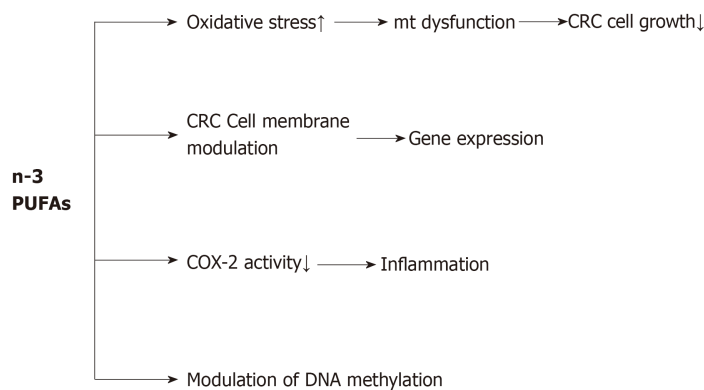 Oxidative stress↑ mt dysfunction CRC cell growth↓
CRC Cell membrane
modulation
Gene expression
n-3
PUFAs
COX-2 activity↓ Inflammation
Modulation of DNA methylation